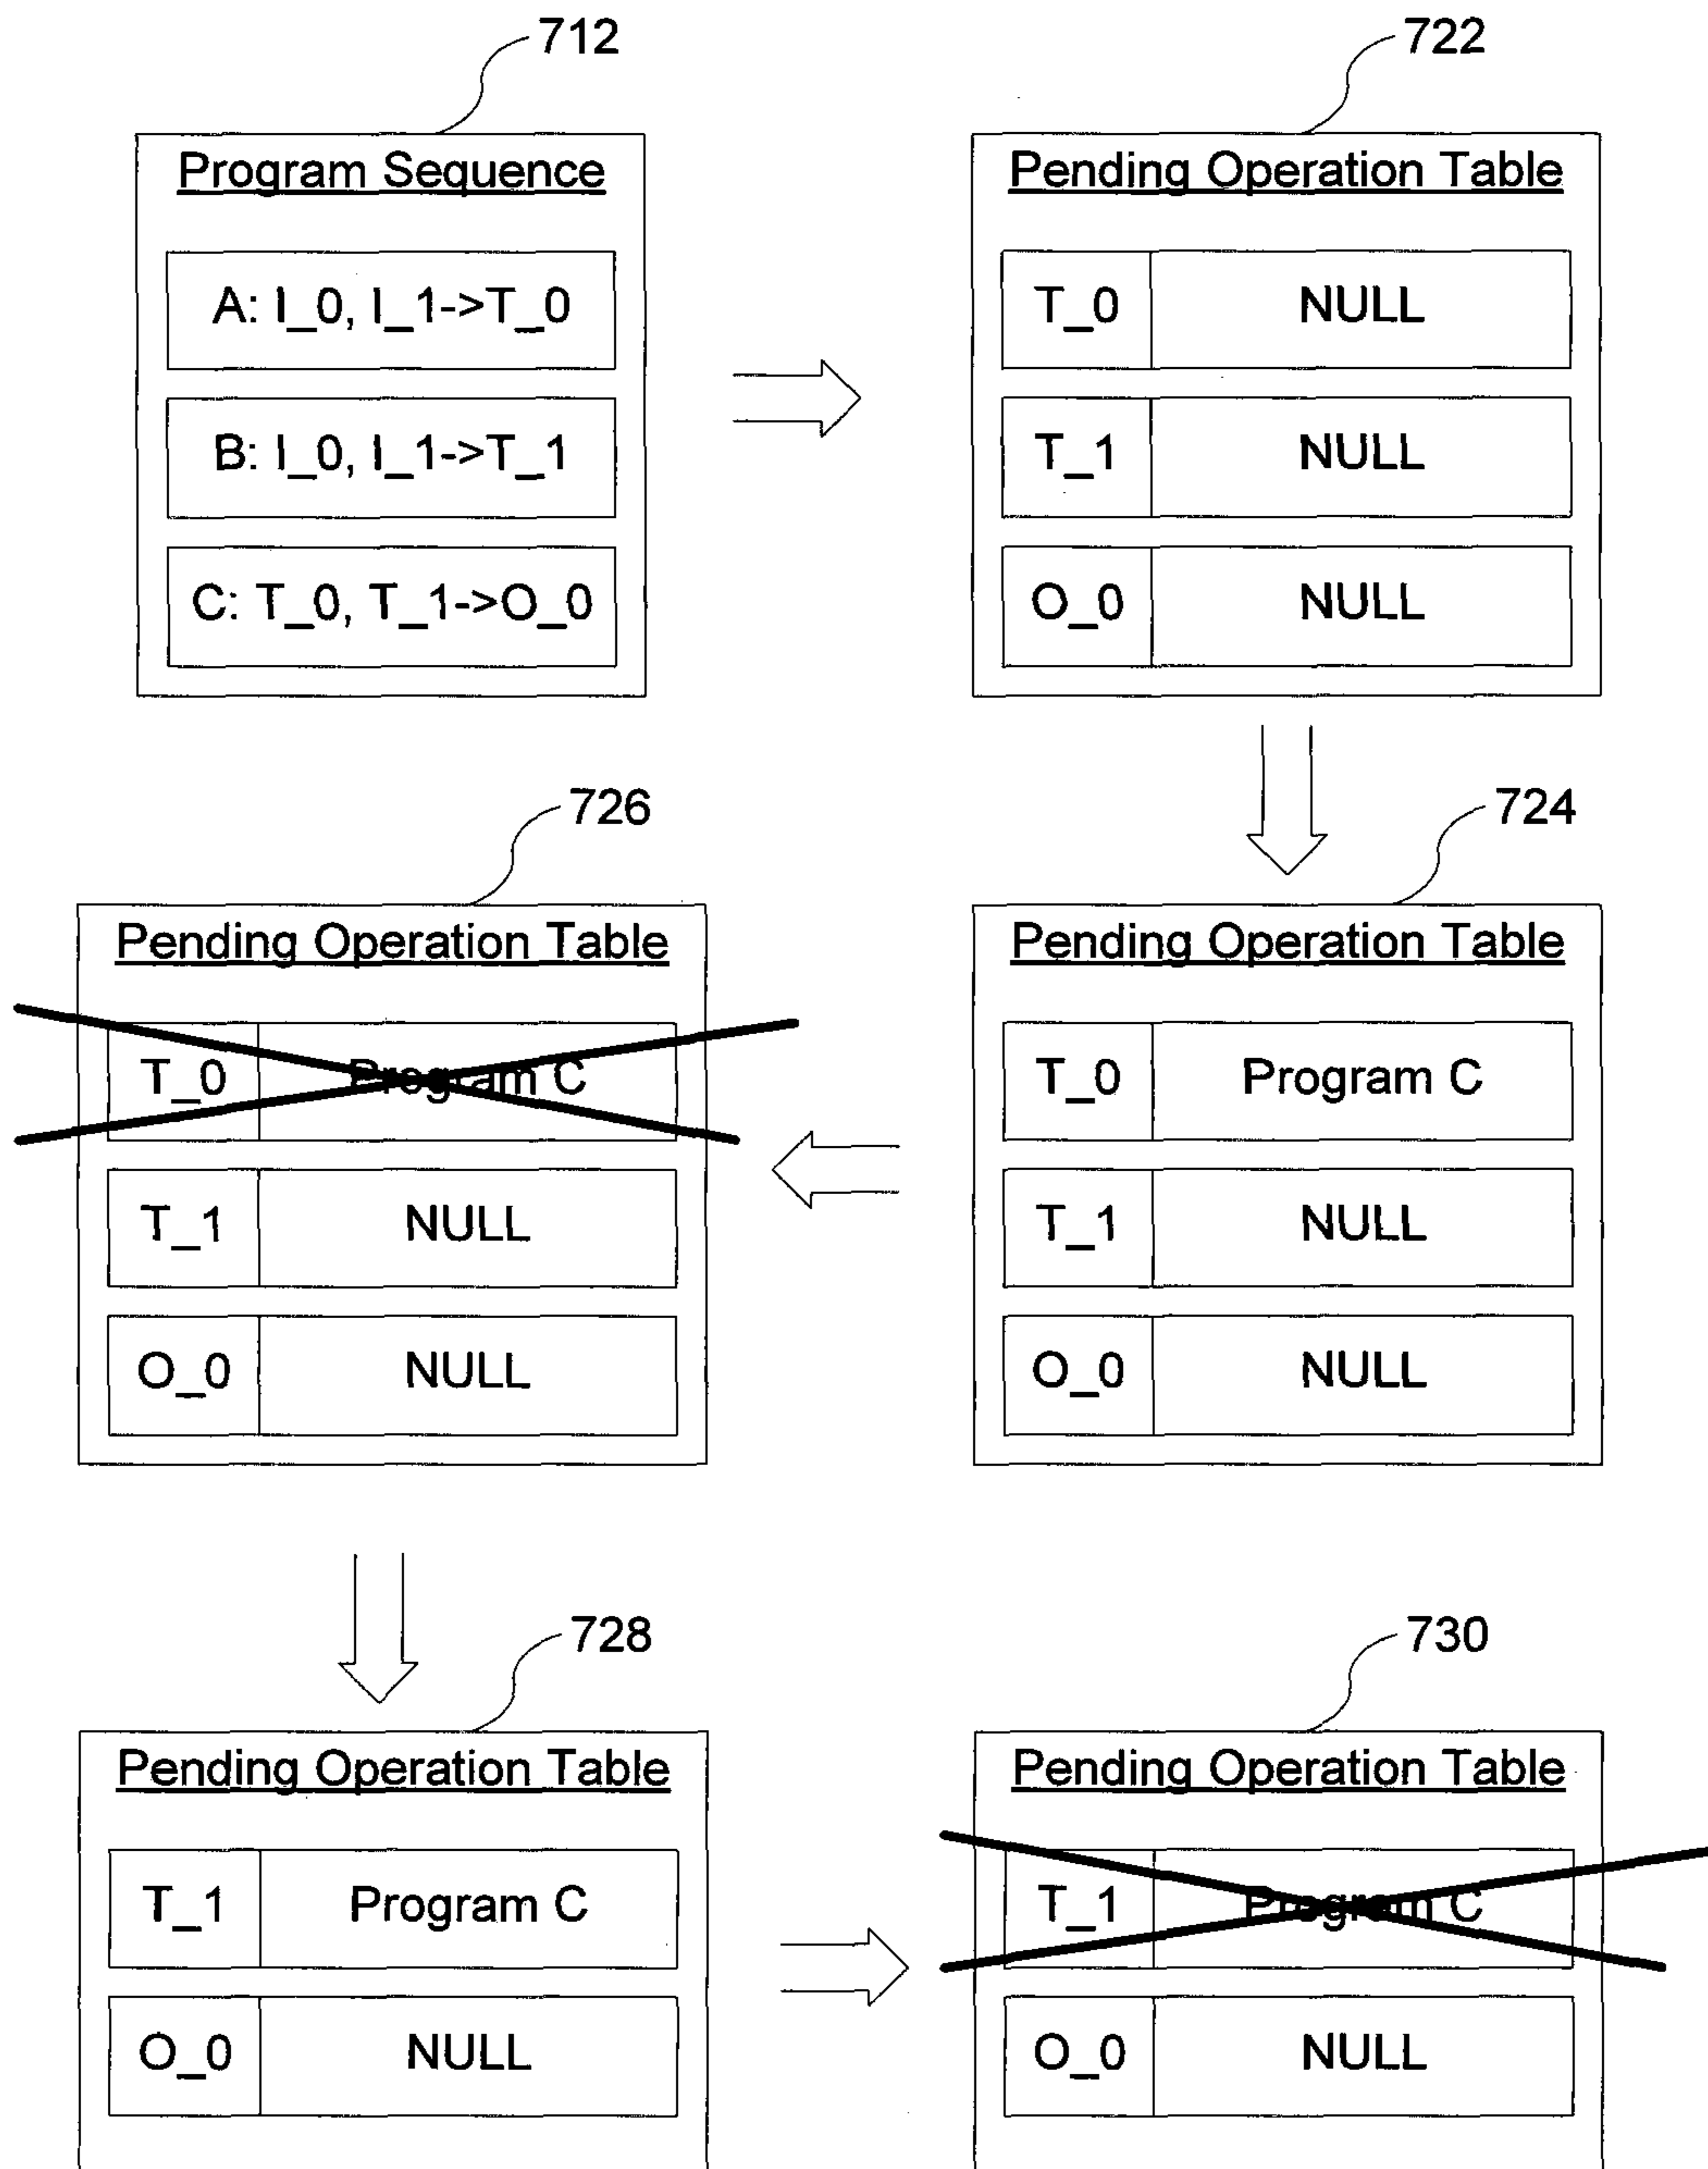 712
Program Sequence
A: I_0, I_1->T_0
B: I_0, I_1->T_1
C: T_0, T_1->O_0
722
Pending Operation Table
T_0 NULL
T_1 NULL
O_0 NULL
726
Pending Operation Table
T_0 Program C
T_1 NULL
O_0 NULL
724
Pending Operation Table
T_0 Program C
T_1 NULL
O_0 NULL
728
Pending Operation Table
T_1 Program C
O_0 NULL
730
Pending Operation Table
T_1 Program C
O_0 NULL